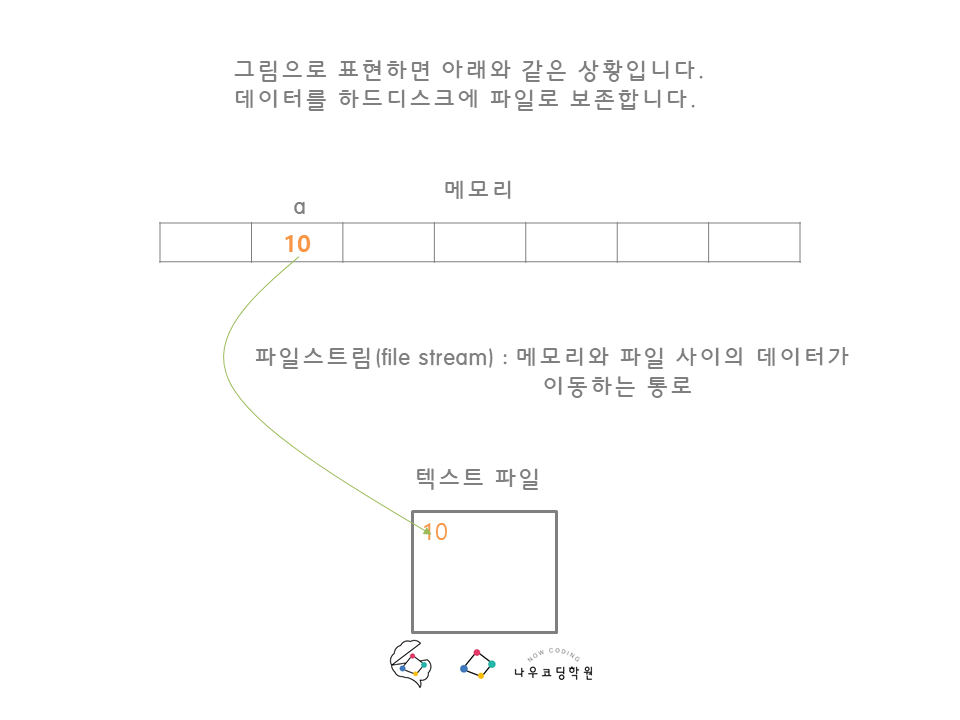 그림으로 표현하면 아래와 같은 상황입니다.
데이터를 하드디스크에 파일로 보존합니다.
메모리
a
10
파일스트림(file stream) : 메모리와 파일 사이의 데이터가
이동하는 통로
텍스트 파일
10
NOW CODING
나우코딩학원